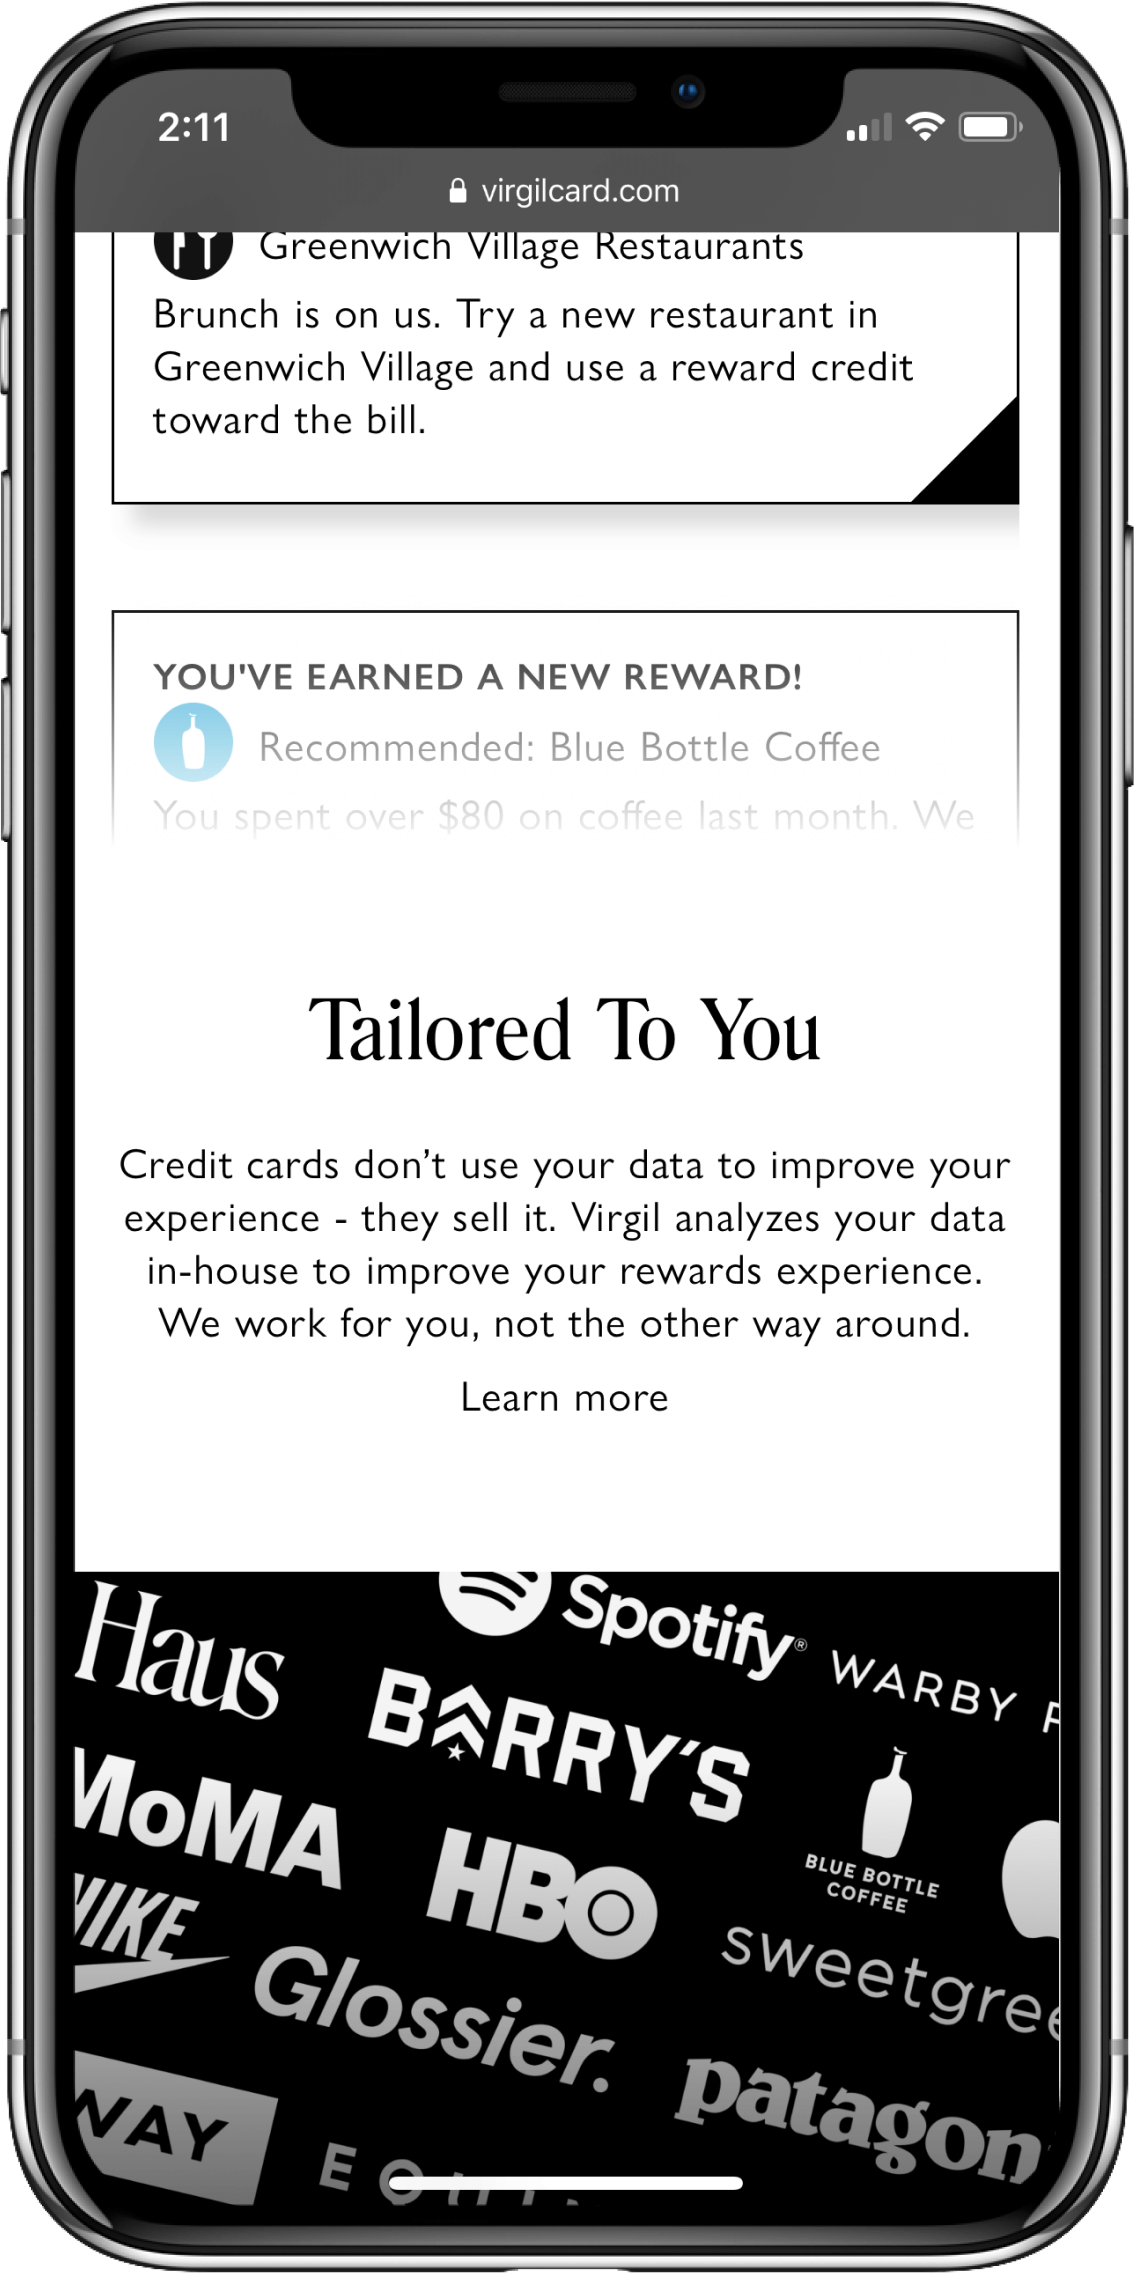 2:11
virgilcard.com
Greenwich Village Restaurants
Brunch is on us. Try a new restaurant in
Greenwich Village and use a reward credit
toward the bill.
YOU'VE EARNED A NEW REWARD!
Recommended: Blue Bottle Coffee
You spent over $80 on coffee last month. We
Tailored To You
Credit cards don’t use your data to improve your
experience - they sell it. Virgil analyzes your data
in-house to improve your rewards experience.
We work for you, not the other way around.
Learn more
Haus
Spotify®
WARBY P
BARRY'S
MoMA
HBO
BLUE BOTTLE
COFFEE
NIKE
Glossier.
sweetgree
patagon
WAY